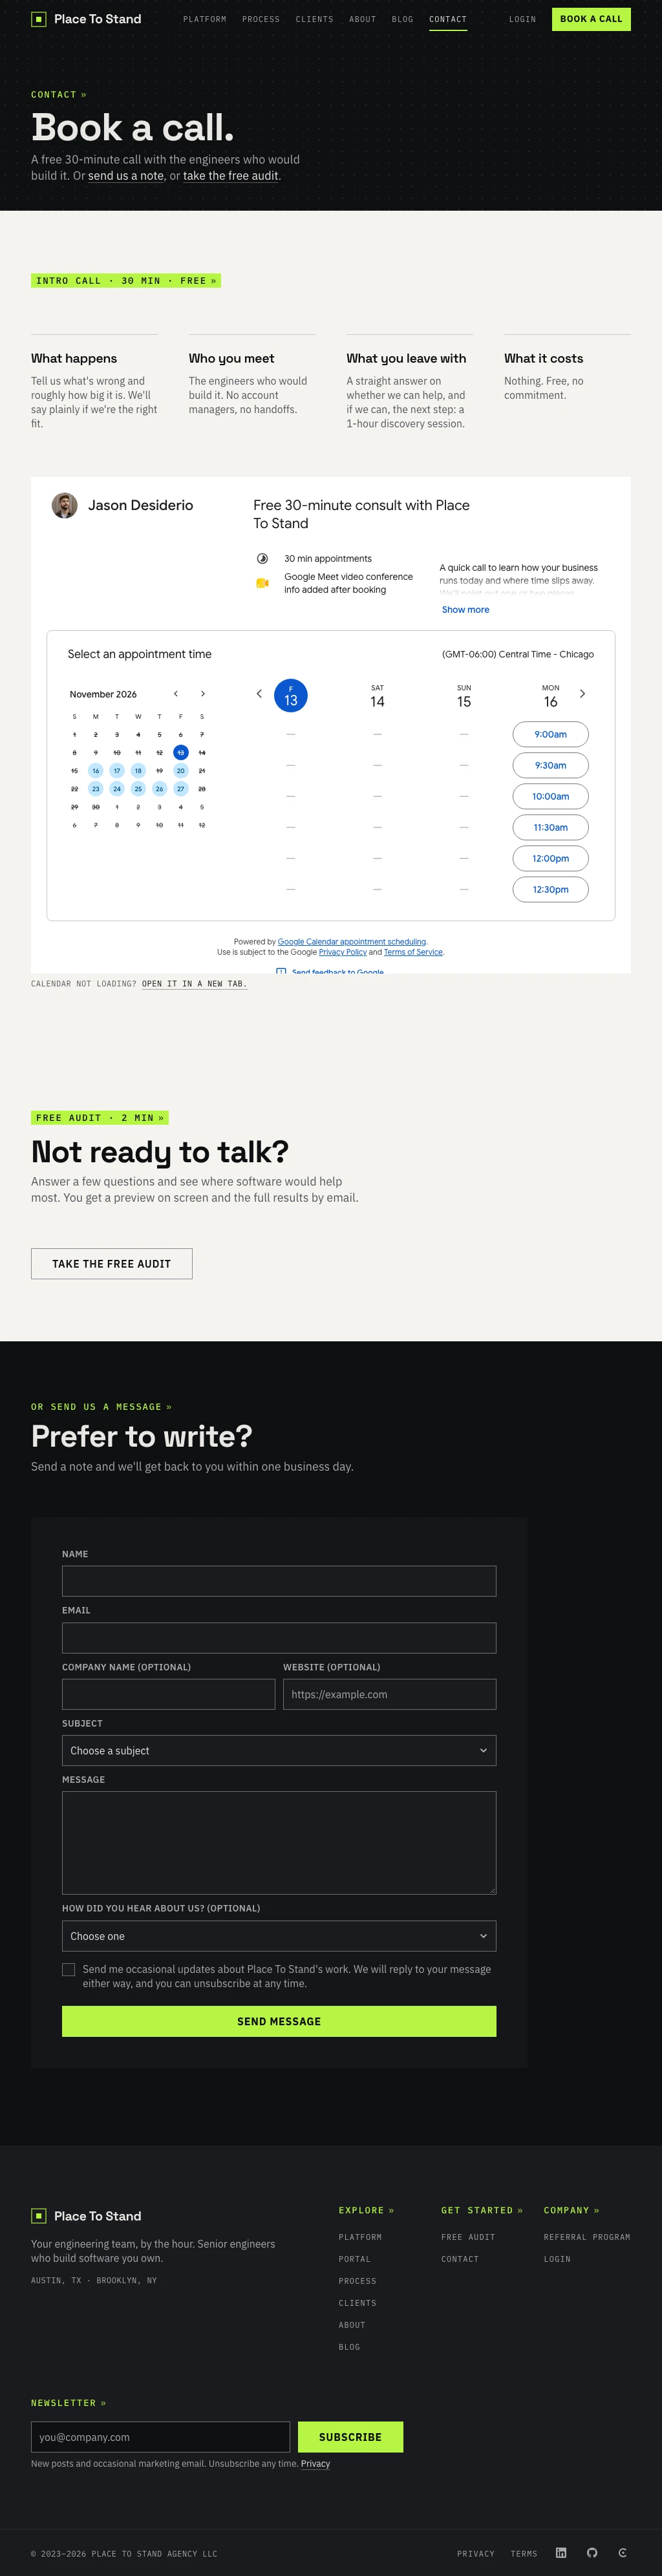 Place To Stand
PLATFORM PROCESS CLIENTS ABOUT BLOG CONTACT LOGIN BOOK A CALL
CONTACT »
Book a call.
A free 30-minute call with the engineers who would
build it. Or send us a note, or take the free audit.
INTRO CALL · 30 MIN · FREE »
What happens
Tell us what's wrong and
roughly how big it is. We'll
say plainly if we're the right
fit.
Who you meet
The engineers who would
build it. No account
managers, no handoffs.
What you leave with
A straight answer on
whether we can help, and
if we can, the next step: a
1-hour discovery session.
What it costs
Nothing. Free, no
commitment.
Jason Desiderio
Free 30-minute consult with Place
To Stand
30 min appointments
Google Meet video conference
info added after booking
A quick call to learn how your business
runs today and where time slips away.
We'll point out one or two places
Show more
Select an appointment time
(GMT-06:00) Central Time - Chicago
November 2026
S M T W T F S
1 2 3 4 5 6 7
8 9 10 11 12 13 14
15 16 17 18 19 20 21
22 23 24 25 26 27 28
29 30 1 2 3 4 5
6 7 8 9 10 11 12
F SAT SUN MON
13 14 15 16
— — — 9:00am
— — — 9:30am
— — — 10:00am
— — — 11:30am
— — — 12:00pm
— — — 12:30pm
Powered by Google Calendar appointment scheduling.
Use is subject to the Google Privacy Policy and Terms of Service.
Send feedback to Google
CALENDAR NOT LOADING? OPEN IT IN A NEW TAB.
FREE AUDIT · 2 MIN »
Not ready to talk?
Answer a few questions and see where software would help
most. You get a preview on screen and the full results by email.
TAKE THE FREE AUDIT
OR SEND US A MESSAGE »
Prefer to write?
Send a note and we'll get back to you within one business day.
NAME
EMAIL
COMPANY NAME (OPTIONAL) WEBSITE (OPTIONAL)
https://example.com
SUBJECT
Choose a subject
MESSAGE
HOW DID YOU HEAR ABOUT US? (OPTIONAL)
Choose one
Send me occasional updates about Place To Stand's work. We will reply to your message
either way, and you can unsubscribe at any time.
SEND MESSAGE
Place To Stand
Your engineering team, by the hour. Senior engineers
who build software you own.
AUSTIN, TX · BROOKLYN, NY
EXPLORE »
PLATFORM
PORTAL
PROCESS
CLIENTS
ABOUT
BLOG
GET STARTED »
FREE AUDIT
CONTACT
COMPANY »
REFERRAL PROGRAM
LOGIN
NEWSLETTER »
you@company.com
SUBSCRIBE
New posts and occasional marketing email. Unsubscribe any time. Privacy
© 2023–2026 PLACE TO STAND AGENCY LLC
PRIVACY TERMS